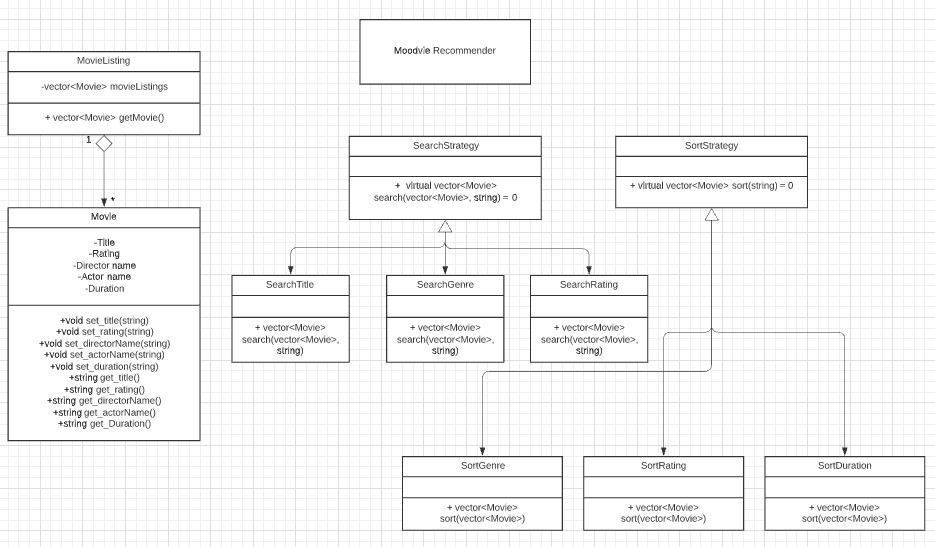 Moodvie Recommender
MovieListing
-vector<Movie> movieListings
+ vector<Movie> getMovie()
1
*
Movie
-Title
-Rating
-Director name
-Actor name
-Duration
+void set_title(string)
+void set_rating(string)
+void set_directorName(string)
+void set_actorName(string)
+void set_duration(string)
+string get_title()
+string get_rating()
+string get_directorName()
+string get_actorName()
+string get_Duration()
SearchStrategy
+ virtual vector<Movie>
search(vector<Movie>, string) = 0
SortStrategy
+ virtual vector<Movie> sort(string) = 0
SearchTitle
+ vector<Movie>
search(vector<Movie>,
string)
SearchGenre
+ vector<Movie>
search(vector<Movie>,
string)
SearchRating
+ vector<Movie>
search(vector<Movie>,
string)
SortGenre
+ vector<Movie>
sort(vector<Movie>)
SortRating
+ vector<Movie>
sort(vector<Movie>)
SortDuration
+ vector<Movie>
sort(vector<Movie>)